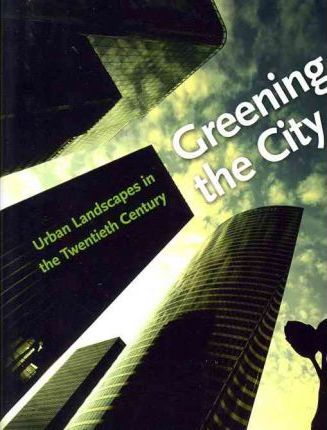 Greening
the City
Urban Landscapes in
the Twentieth Century